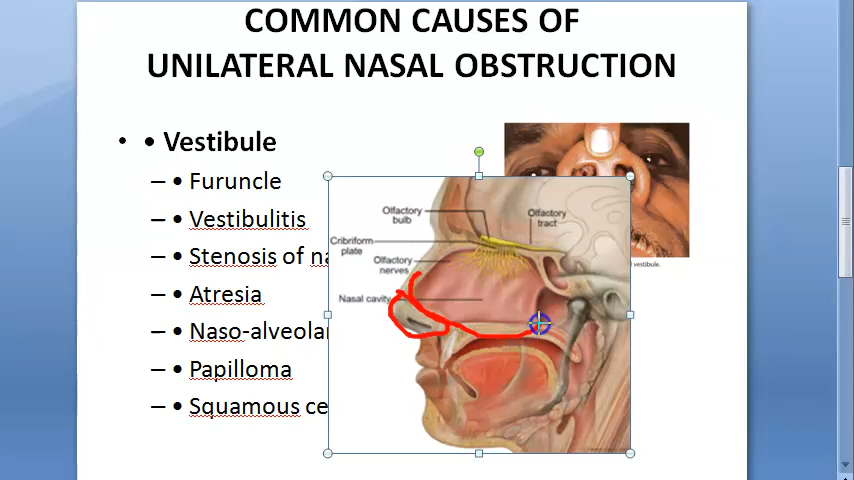 COMMON CAUSES OF
UNILATERAL NASAL OBSTRUCTION
• • Vestibule
– • Furuncle
– • Vestibulitis
– • Stenosis of na
– • Atresia
– • Naso-alveolar
– • Papilloma
– • Squamous ce
Olfactory
bulb
Olfactory
tract
Cribriform
plate
Olfactory
nerves
Nasal cavity
l vestibule.